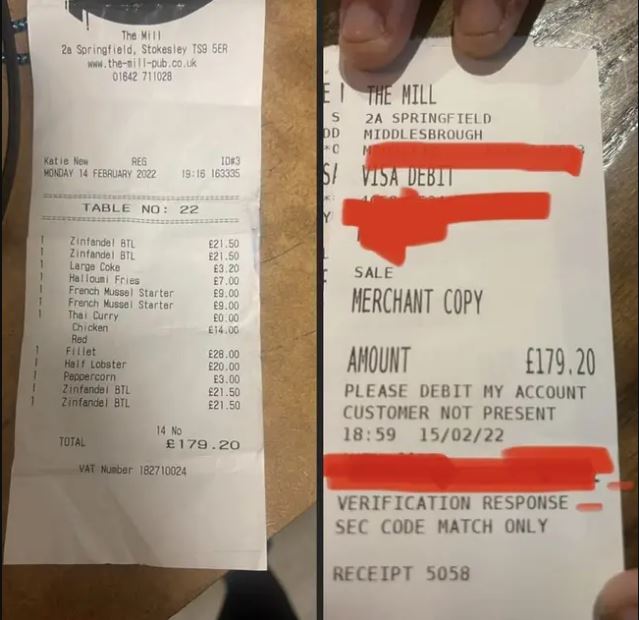 The Mill
2a Springfield, Stokesley TS9 5ER
www.the-mill-pub.co.uk
01642 711028
Katie New REG ID#3
MONDAY 14 FEBRUARY 2022 19:16 163335
TABLE NO: 22
1 Zinfandel BTL £21.50
1 Zinfandel BTL £21.50
1 Large Coke £3.20
1 Halloumi Fries £7.00
1 French Mussel Starter £9.00
1 French Mussel Starter £9.00
1 Thai Curry £0.00
Chicken £14.00
Red
1 Fillet £28.00
1 Half Lobster £20.00
1 Peppercorn £3.00
1 Zinfandel BTL £21.50
1 Zinfandel BTL £21.50
14 No
TOTAL £179.20
VAT Number 182710024
THE MILL
2A SPRINGFIELD
MIDDLESBROUGH
VISA DEBIT
SALE
MERCHANT COPY
AMOUNT £179.20
PLEASE DEBIT MY ACCOUNT
CUSTOMER NOT PRESENT
18:59 15/02/22
VERIFICATION RESPONSE
SEC CODE MATCH ONLY
RECEIPT 5058